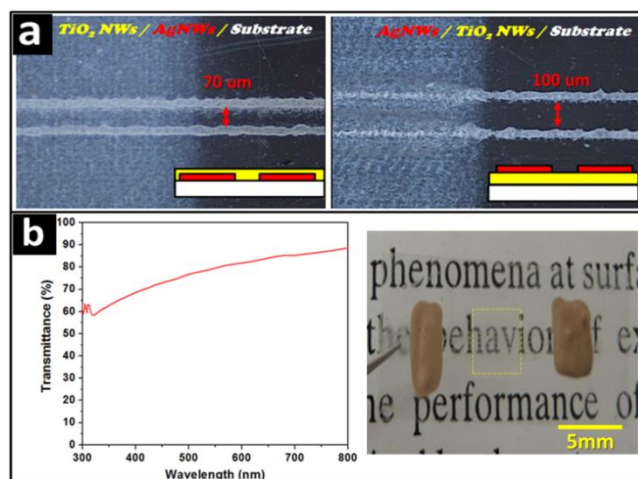 a
TiO2 NWs / AgNWs / Substrate
70 um
AgNWs / TiO2 NWs / Substrate
100 um
b
100
90
80
70
60
50
40
30
20
10
0
Transmittance (%)
300 400 500 600 700 800
Wavelength (nm)
phenomena at surfa
the behavior of ex
ne performance of
5mm